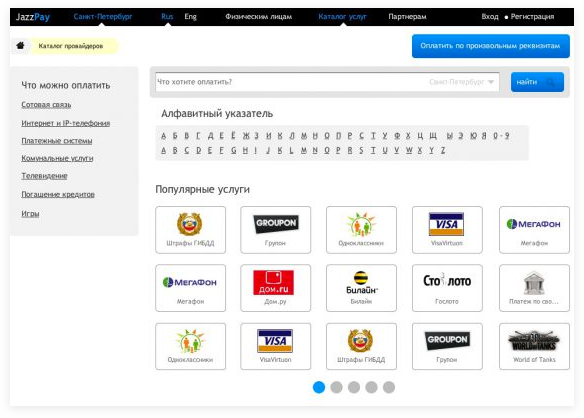 JazzPay Санкт-Петербург Rus Eng Физическим лицам Каталог услуг Партнерам Вход Регистрация
Каталог провайдеров
Оплатить по произвольным реквизитам
Что можно оплатить
Сотовая связь
Интернет и IP-телефония
Платежные системы
Комунальные услуги
Телевидение
Погашение кредитов
Игры
Что хотите оплатить? Санкт-Петербург найти
Алфавитный указатель
А Б В Г Д Е Ё Ж З И К Л М Н О П Р С Т У Ф Х Ц Щ Ы Э Ю Я 0-9
A B C D E F G H I J K L M N O P R S T U V W X Y Z
Популярные услуги
GROUPON VISA МЕГАФОН
Штрафы ГИБДД Групон Одноклассники VisaVirtuon Мегафон
МЕГАФОН ДОМ.ru Билайн Сто лото
Мегафон Дом.ру Билайн Гослото Платеж по сво...
VISA GROUPON WORLD OF TANKS
Одноклассники VisaVirtuon Штрафы ГИБДД Групон World of Tanks